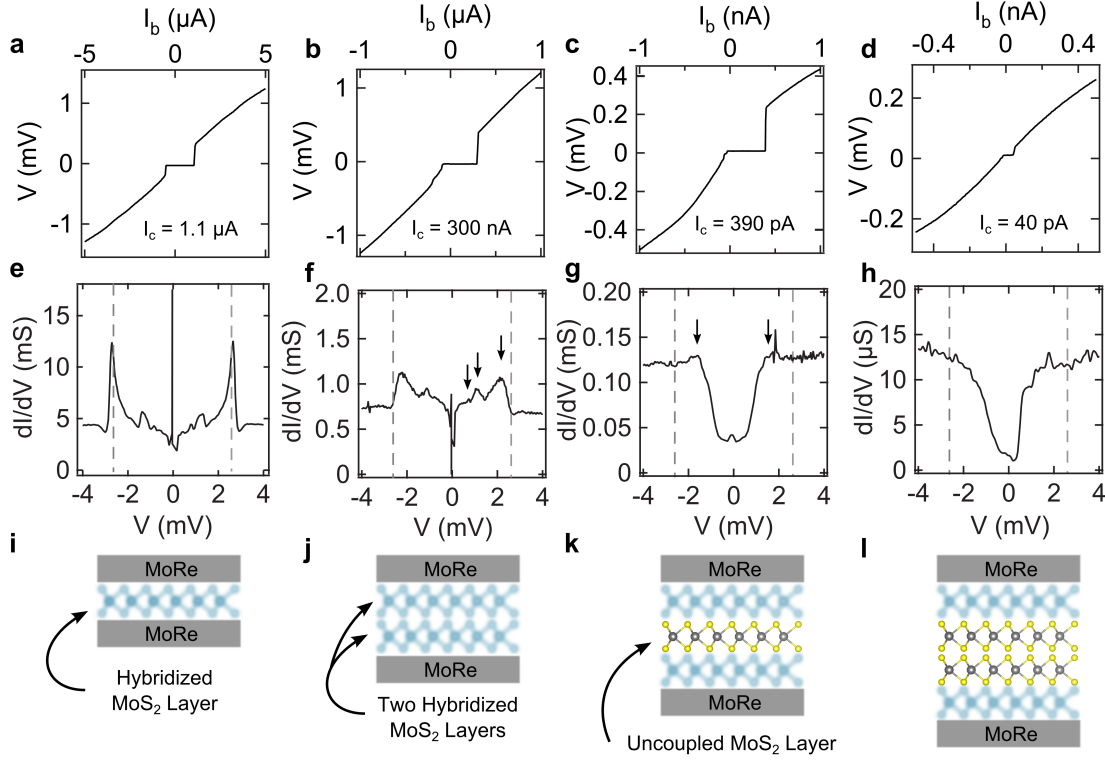 I_b (μA)
I_b (μA)
I_b (nA)
I_b (nA)
a
-5 0 5
b
-1 0 1
c
-1 0 1
d
-0.4 0 0.4
V (mV)
1
0
-1
I_c = 1.1 μA
V (mV)
1
0
-1
I_c = 300 nA
V (mV)
0.4
0.2
0
-0.2
-0.4
I_c = 390 pA
V (mV)
0.2
0
-0.2
I_c = 40 pA
e
dI/dV (mS)
15
10
5
0
-4 -2 0 2 4
V (mV)
f
dI/dV (mS)
2.0
1.5
1.0
0.5
0
-4 -2 0 2 4
V (mV)
g
dI/dV (mS)
0.20
0.15
0.10
0.05
0
-4 -2 0 2 4
V (mV)
h
dI/dV (μS)
20
15
10
5
0
-4 -2 0 2 4
V (mV)
i
MoRe
MoRe
Hybridized
MoS₂ Layer
j
MoRe
MoRe
Two Hybridized
MoS₂ Layers
k
MoRe
MoRe
Uncoupled MoS₂ Layer
l
MoRe
MoRe